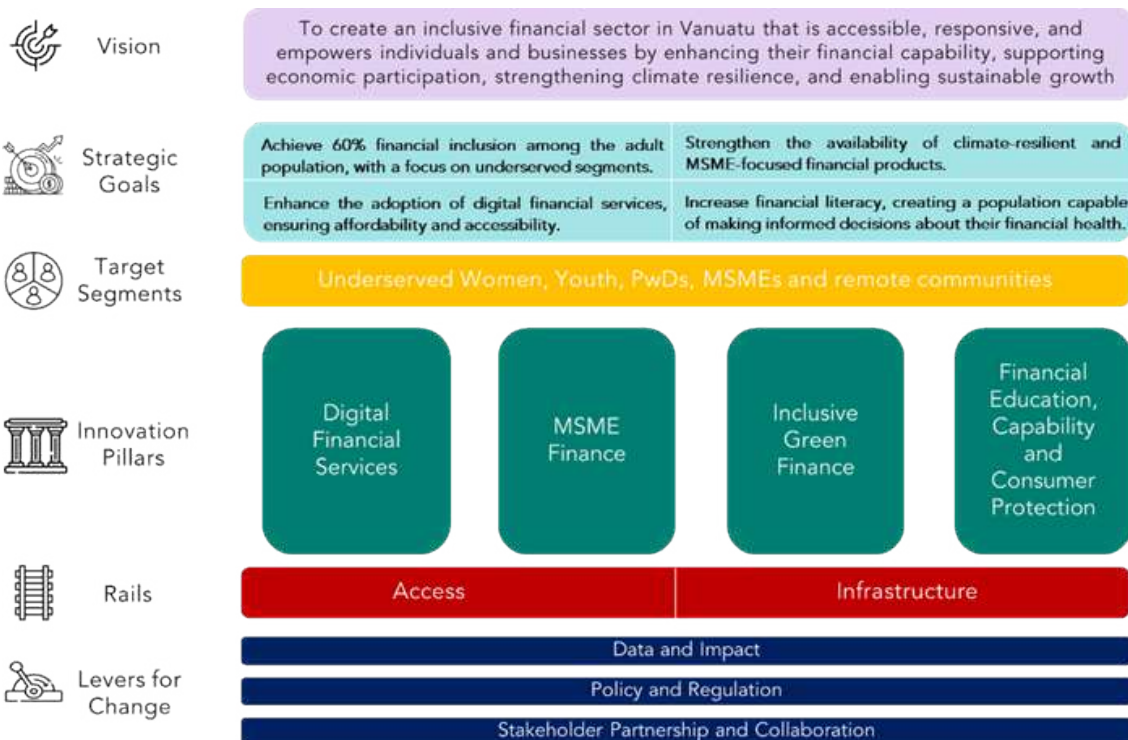 Vision
To create an inclusive financial sector in Vanuatu that is accessible, responsive, and
empowers individuals and businesses by enhancing their financial capability, supporting
economic participation, strengthening climate resilience, and enabling sustainable growth
Strategic
Goals
Achieve 60% financial inclusion among the adult
population, with a focus on underserved segments.
Strengthen the availability of climate-resilient and
MSME-focused financial products.
Enhance the adoption of digital financial services,
ensuring affordability and accessibility.
Increase financial literacy, creating a population capable
of making informed decisions about their financial health.
Target
Segments
Underserved Women, Youth, PwDs, MSMEs and remote communities
Innovation
Pillars
Digital
Financial
Services
MSME
Finance
Inclusive
Green
Finance
Financial
Education,
Capability
and
Consumer
Protection
Rails
Access
Infrastructure
Levers for
Change
Data and Impact
Policy and Regulation
Stakeholder Partnership and Collaboration